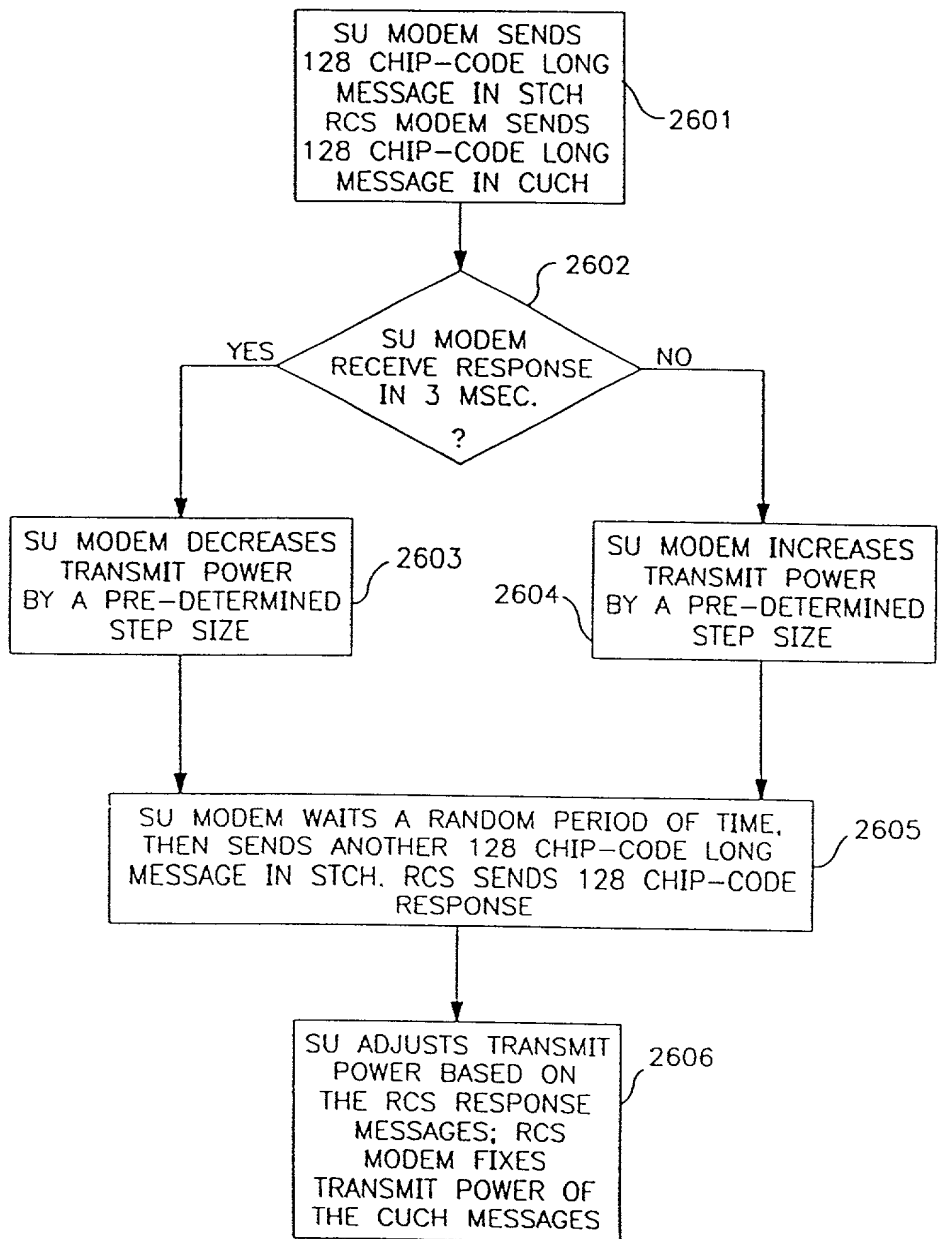 SU MODEM SENDS
128 CHIP-CODE LONG
MESSAGE IN STCH
RCS MODEM SENDS
128 CHIP-CODE LONG
MESSAGE IN CUCH
2601
2602
SU MODEM
RECEIVE RESPONSE
IN 3 MSEC.
?
YES
NO
SU MODEM DECREASES
TRANSMIT POWER
BY A PRE-DETERMINED
STEP SIZE
2603
SU MODEM INCREASES
TRANSMIT POWER
BY A PRE-DETERMINED
STEP SIZE
2604
SU MODEM WAITS A RANDOM PERIOD OF TIME,
THEN SENDS ANOTHER 128 CHIP-CODE LONG
MESSAGE IN STCH. RCS SENDS 128 CHIP-CODE
RESPONSE
2605
SU ADJUSTS TRANSMIT
POWER BASED ON
THE RCS RESPONSE
MESSAGES; RCS
MODEM FIXES
TRANSMIT POWER OF
THE CUCH MESSAGES
2606